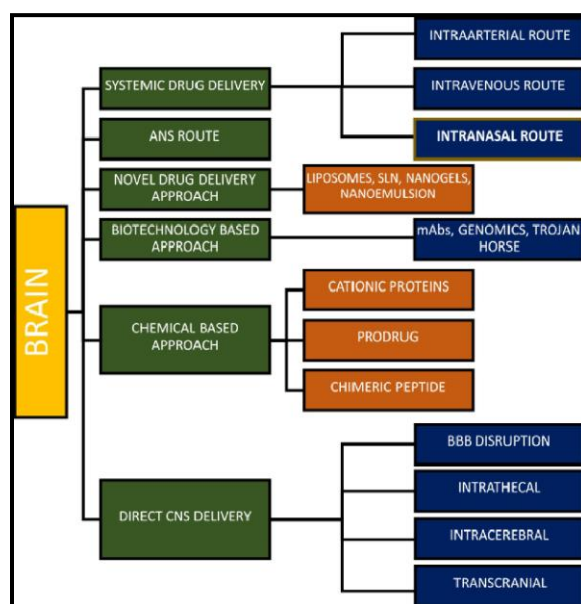 BRAIN
SYSTEMIC DRUG DELIVERY
INTRAARTERIAL ROUTE
INTRAVENOUS ROUTE
INTRANASAL ROUTE
ANS ROUTE
NOVEL DRUG DELIVERY
APPROACH
LIPOSOMES, SLN, NANOGELS,
NANOEMULSION
BIOTECHNOLOGY BASED
APPROACH
mAbs, GENOMICS, TROJAN
HORSE
CHEMICAL BASED
APPROACH
CATIONIC PROTEINS
PRODRUG
CHIMERIC PEPTIDE
DIRECT CNS DELIVERY
BBB DISRUPTION
INTRATHECAL
INTRACEREBRAL
TRANSCRANIAL